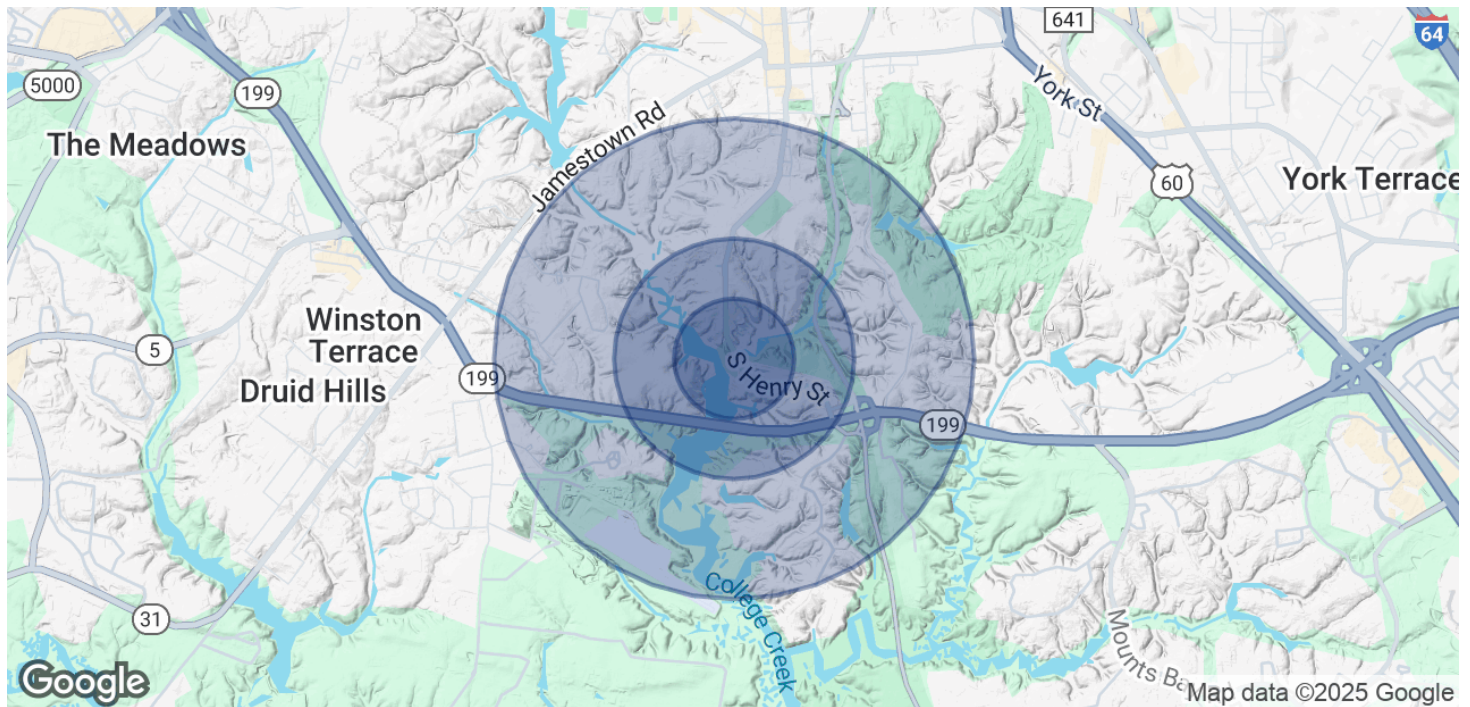 641
64
5000
199
York St
Jamestown Rd
The Meadows
60
York Terrace
Winston
Terrace
5
199
S Henry St
Druid Hills
199
College Creek
31
Mounts Ba
Google
Map data ©2025 Google